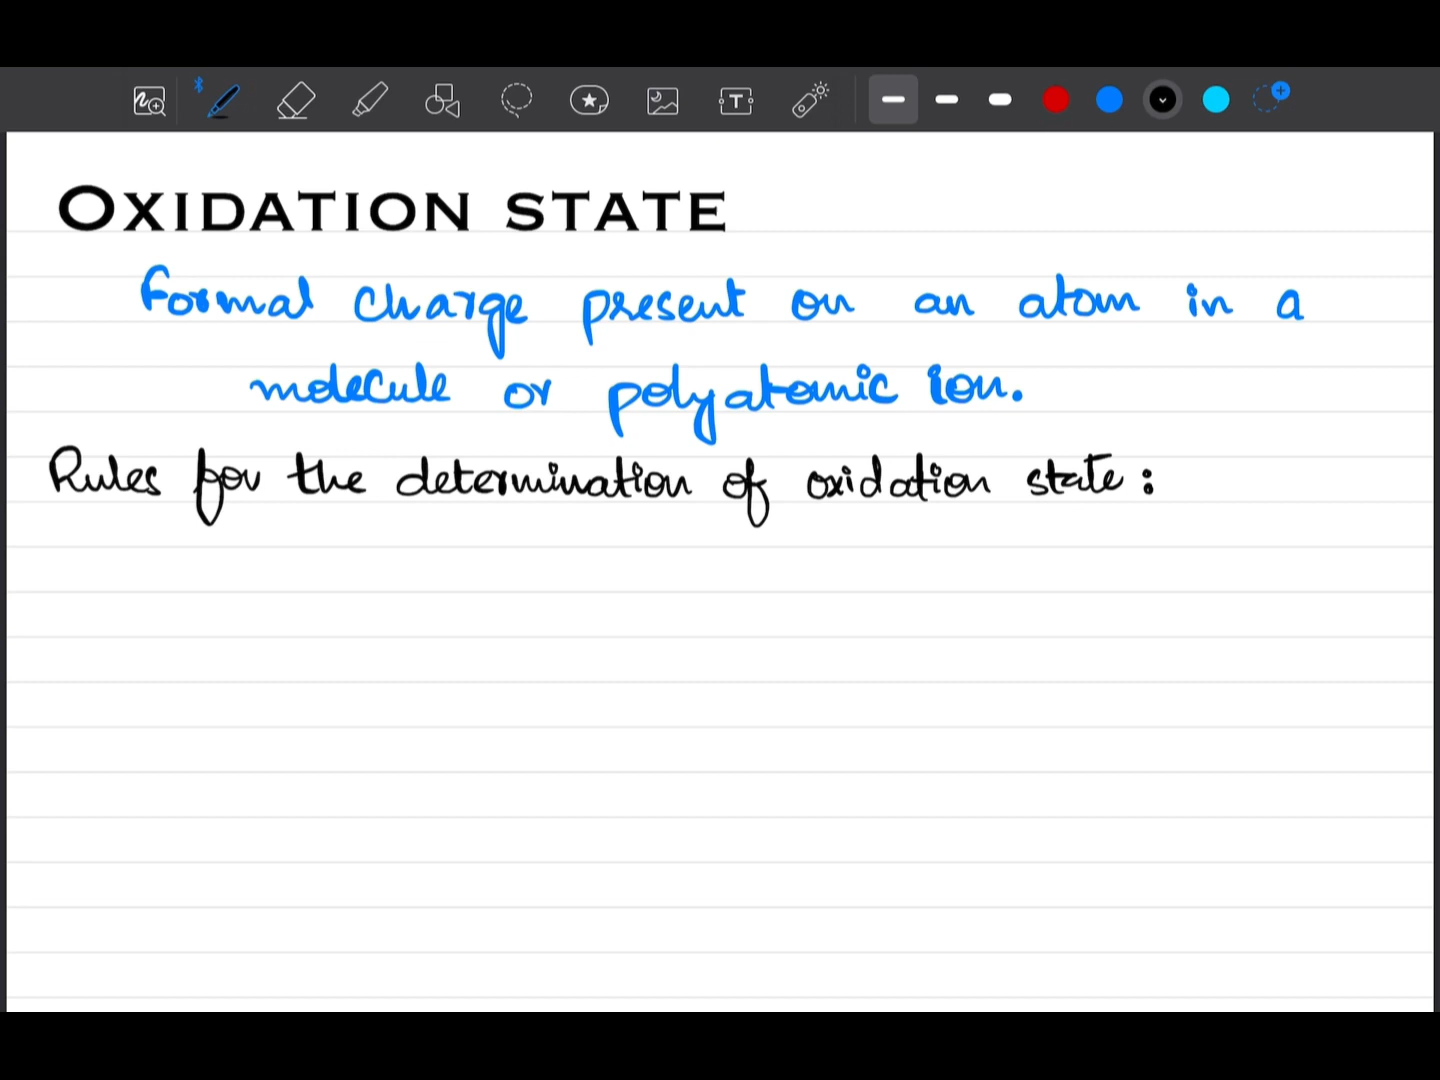 OXIDATION STATE
Formal charge present on an atom in a
molecule or polyatomic ion.
Rules for the determination of oxidation state: